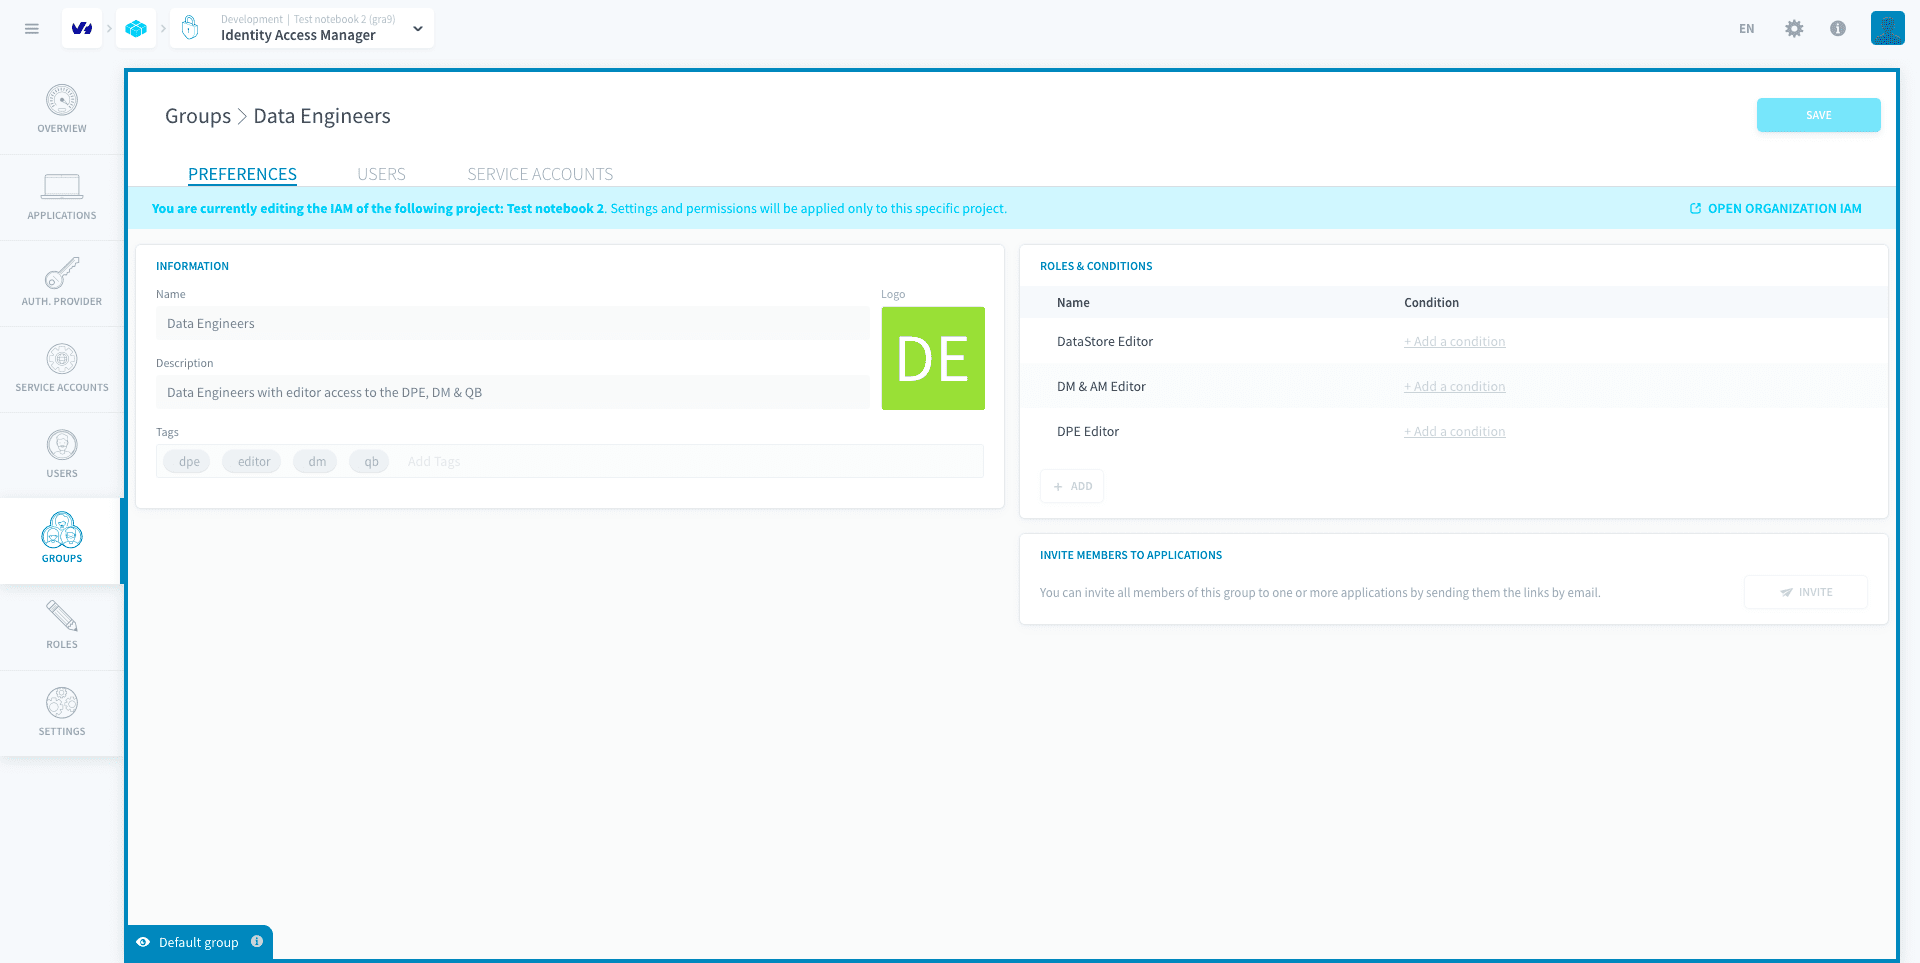 Development | Test notebook 2 (gra9)
Identity Access Manager
EN
OVERVIEW
APPLICATIONS
AUTH. PROVIDER
SERVICE ACCOUNTS
USERS
GROUPS
ROLES
SETTINGS
Groups > Data Engineers
SAVE
PREFERENCES USERS SERVICE ACCOUNTS
You are currently editing the IAM of the following project: Test notebook 2. Settings and permissions will be applied only to this specific project.
OPEN ORGANIZATION IAM
INFORMATION
Name
Data Engineers
Logo
DE
Description
Data Engineers with editor access to the DPE, DM & QB
Tags
dpe editor dm qb Add Tags
ROLES & CONDITIONS
Name Condition
DataStore Editor + Add a condition
DM & AM Editor + Add a condition
DPE Editor + Add a condition
+ ADD
INVITE MEMBERS TO APPLICATIONS
You can invite all members of this group to one or more applications by sending them the links by email.
INVITE
Default group